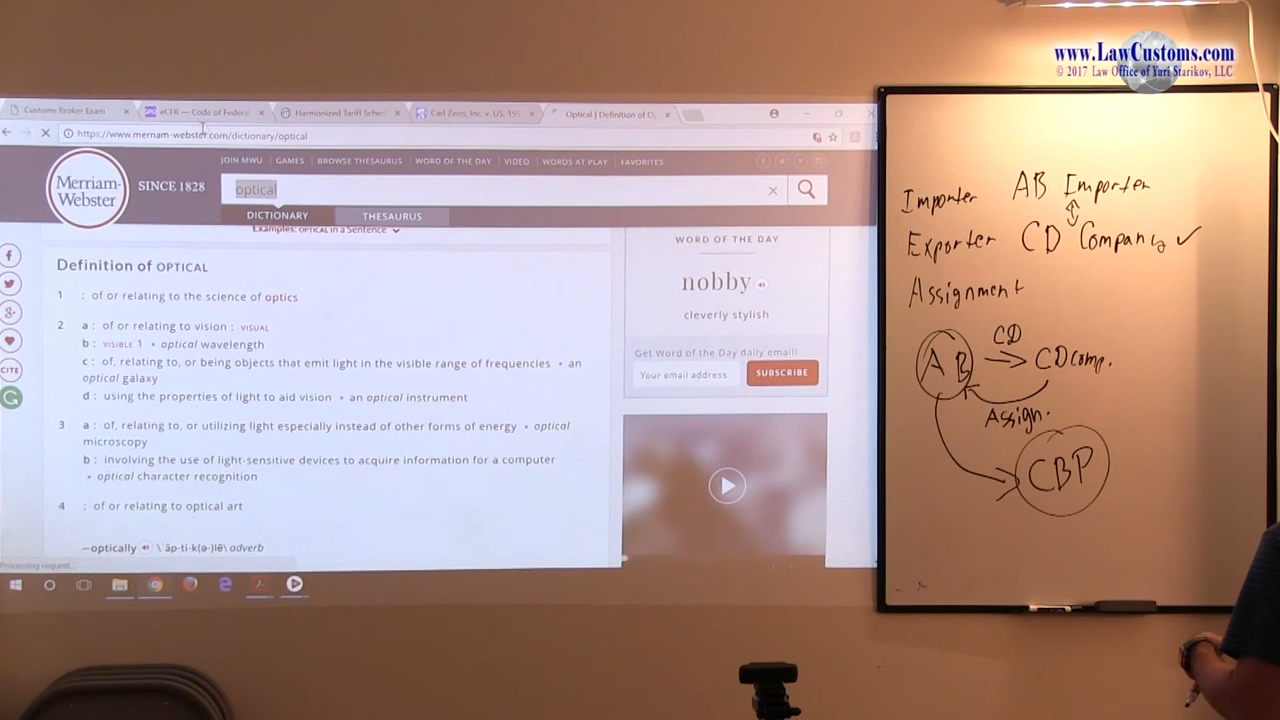 www.LawCustoms.com
© 2017 Law Office of Yuri Starikov, LLC
Customs Broker Exam
eCFR — Code of Federa
Harmonized Tariff Sched
Carl Zeiss, Inc. v. US, 195
Optical | Definition of O
https://www.merriam-webster.com/dictionary/optical
JOIN MWU
GAMES
BROWSE THESAURUS
WORD OF THE DAY
VIDEO
WORDS AT PLAY
FAVORITES
Merriam-
Webster
SINCE 1828
optical
DICTIONARY
THESAURUS
Examples: OPTICAL in a Sentence
Definition of OPTICAL
1 : of or relating to the science of optics
2 a : of or relating to vision : VISUAL
b : VISIBLE 1 • optical wavelength
c : of, relating to, or being objects that emit light in the visible range of frequencies • an
optical galaxy
d : using the properties of light to aid vision • an optical instrument
3 a : of, relating to, or utilizing light especially instead of other forms of energy • optical
microscopy
b : involving the use of light-sensitive devices to acquire information for a computer
• optical character recognition
4 : of or relating to optical art
—optically \ˈäp-ti-k(ə-)lē\ adverb
Processing request...
CITE
WORD OF THE DAY
nobby
cleverly stylish
Get Word of the Day daily email!
Your email address
SUBSCRIBE
Importer AB Importer
Exporter CD Company ✓
Assignment
CD
AB CD comp.
Assign.
CBP